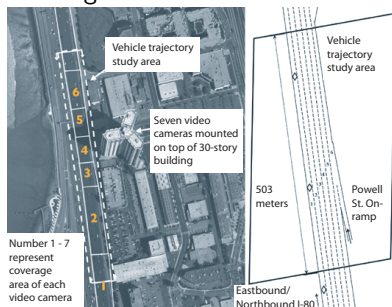 Vehicle trajectory
study area
6
5
4
3
2
1
Seven video
cameras mounted
on top of 30-story
building
Number 1 - 7
represent
coverage
area of each
video camera
Vehicle
trajectory
study area
503
meters
Powell
St. On-
ramp
Eastbound/
Northbound I-80